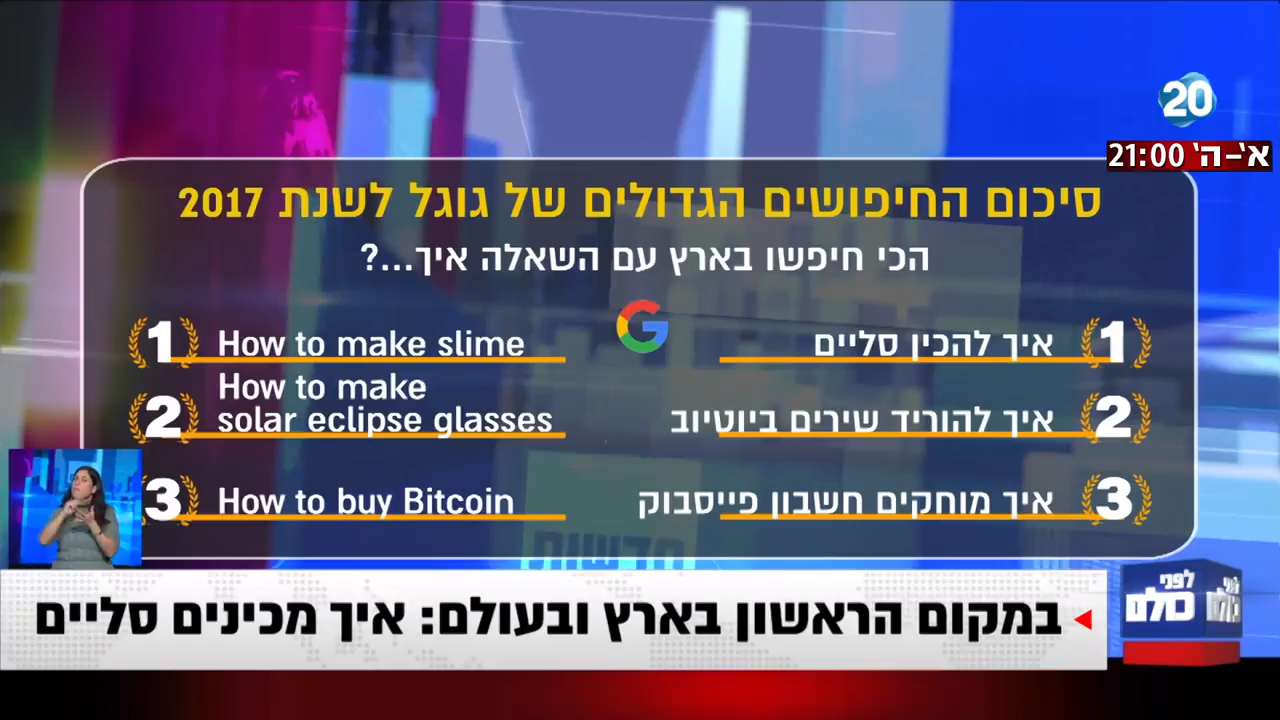 20
א'-ה' 21:00
סיכום החיפושים הגדולים של גוגל לשנת 2017
הכי חיפשו בארץ עם השאלה איך...?
1 איך להכין סליים
2 איך להוריד שירים ביוטיוב
3 איך מוחקים חשבון פייסבוק
1 How to make slime
2 How to make
solar eclipse glasses
3 How to buy Bitcoin
חדשות
במקום הראשון בארץ ובעולם: איך מכינים סליים
לפני
כולם